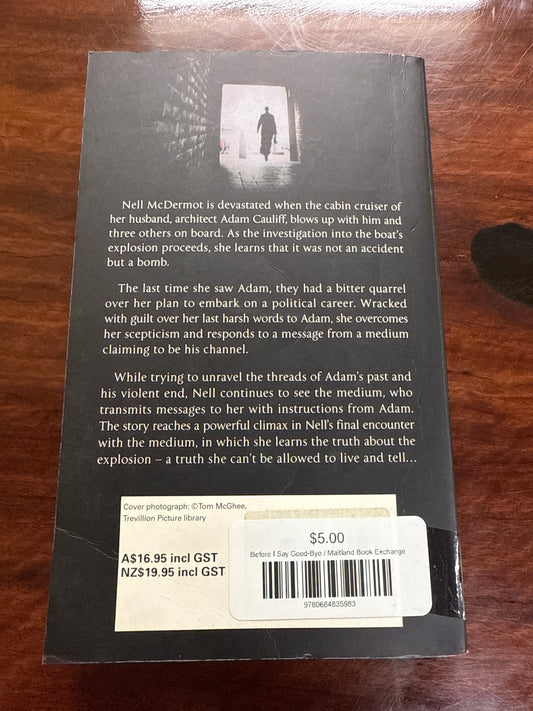 Nell McDermot is devastated when the cabin cruiser of
her husband, architect Adam Cauliff, blows up with him and
three others on board. As the investigation into the boat's
explosion proceeds, she learns that it was not an accident
but a bomb.
The last time she saw Adam, they had a bitter quarrel
over her plan to embark on a political career. Wracked
with guilt over her last harsh words to Adam, she overcomes
her scepticism and responds to a message from a medium
claiming to be his channel.
While trying to unravel the threads of Adam's past and
his violent end, Nell continues to see the medium, who
transmits messages to her with instructions from Adam.
The story reaches a powerful climax in Nell's final encounter
with the medium, in which she learns the truth about the
explosion – a truth she can't be allowed to live and tell...
Cover photograph: ©Tom McGhee,
Trevillion Picture library
A$16.95 incl GST
NZ$19.95 incl GST
$5.00
Before I Say Good-Bye / Maitland Book Exchange
9780684835983